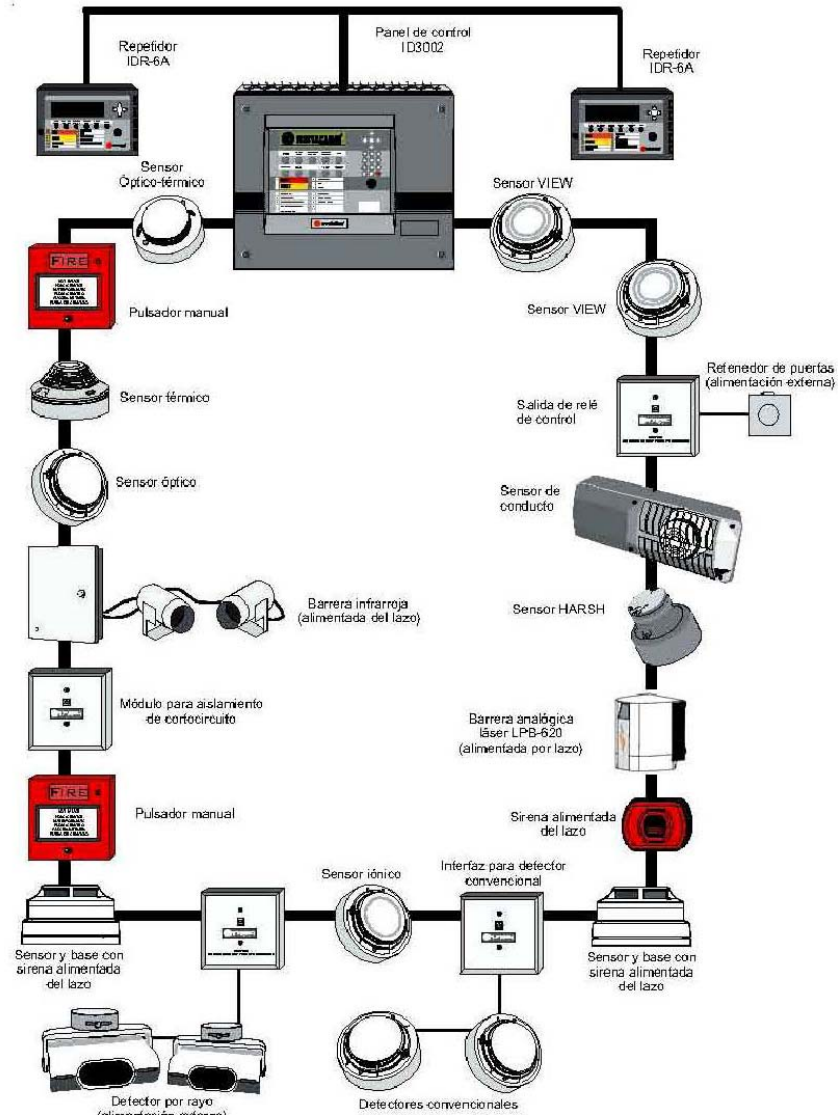 Panel de control
ID3002
Repetidor
IDR-6A
Repetidor
IDR-6A
Sensor
Óptico-térmico
Sensor VIEW
FIRE
Pulsador manual
Sensor VIEW
Sensor térmico
Retenedor de puertas
(alimentación externa)
Salida de relé
de control
Sensor óptico
Sensor de
conducto
Barrera infrarroja
(alimentada del lazo)
Sensor HARSH
Módulo para aislamiento
de cortocircuito
Barrera analógica
láser LPB-620
(alimentada por lazo)
FIRE
Pulsador manual
Sirena alimentada
del lazo
Sensor iónico
Interfaz para detector
convencional
Sensor y base con
sirena alimentada
del lazo
Sensor y base con
sirena alimentada
del lazo
Detector por rayo
Detectores convencionales